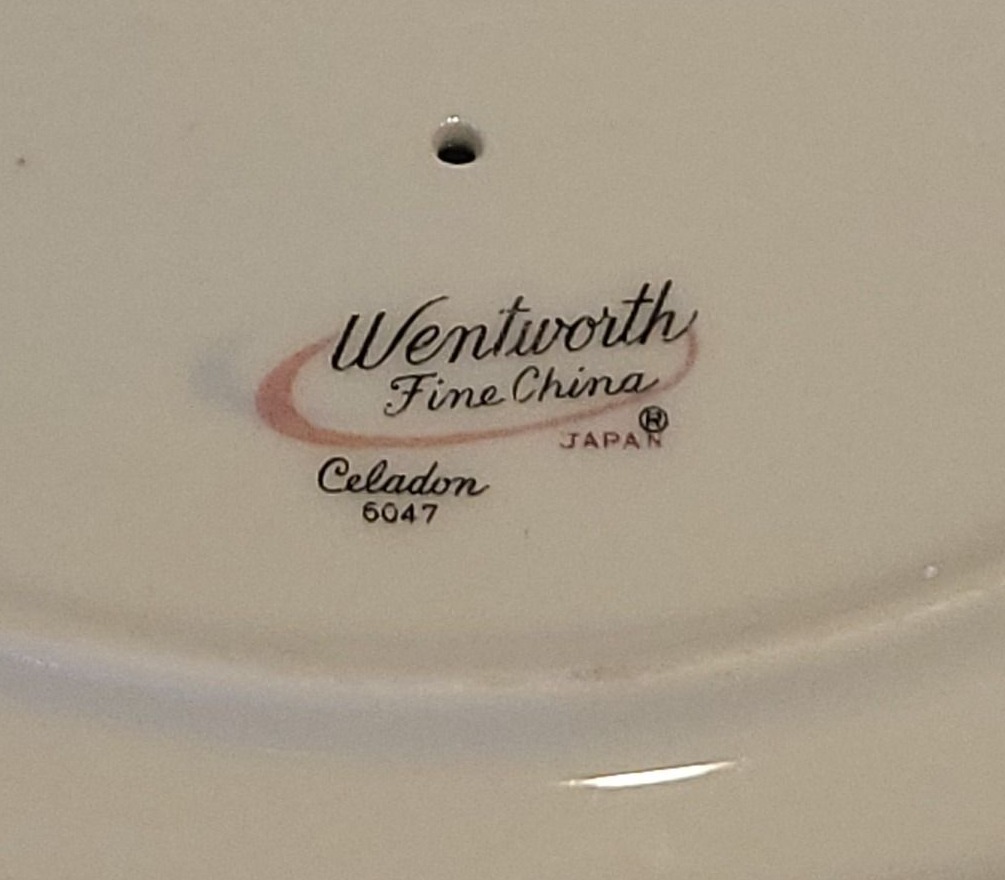 Wentworth
Fine China
®
JAPAN
Celadon
6047